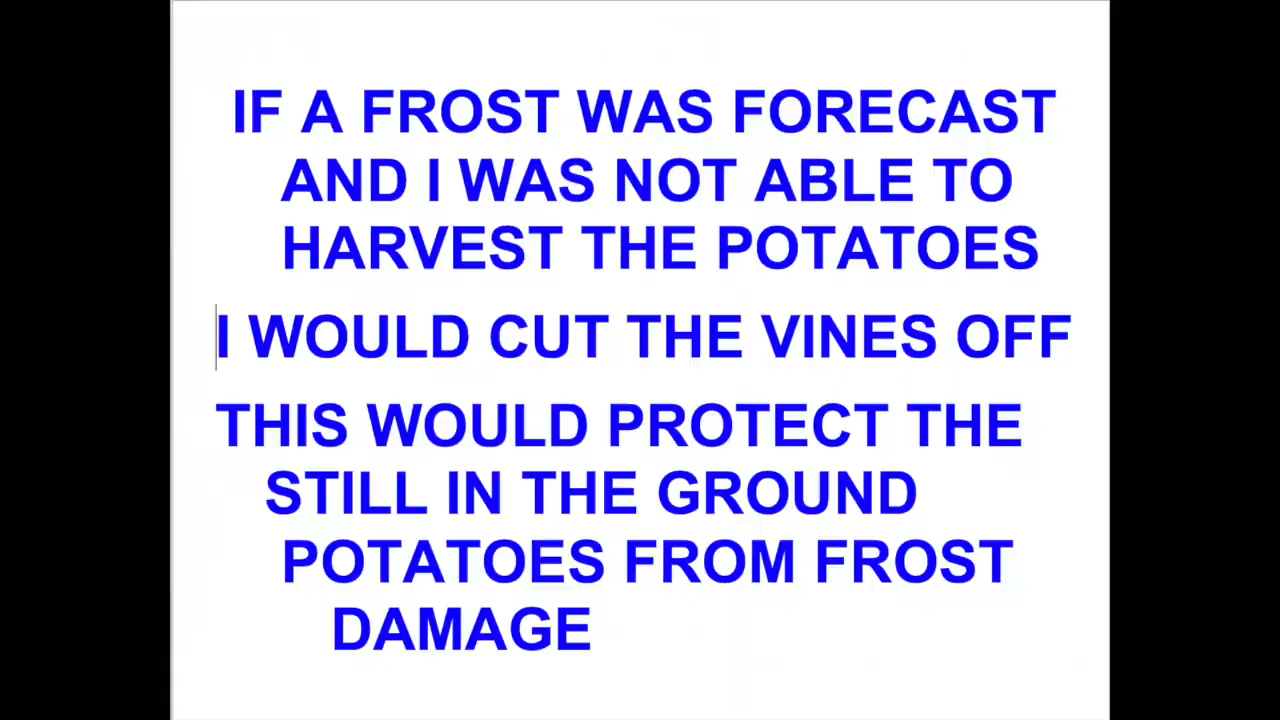 IF A FROST WAS FORECAST
AND I WAS NOT ABLE TO
HARVEST THE POTATOES
I WOULD CUT THE VINES OFF
THIS WOULD PROTECT THE
STILL IN THE GROUND
POTATOES FROM FROST
DAMAGE